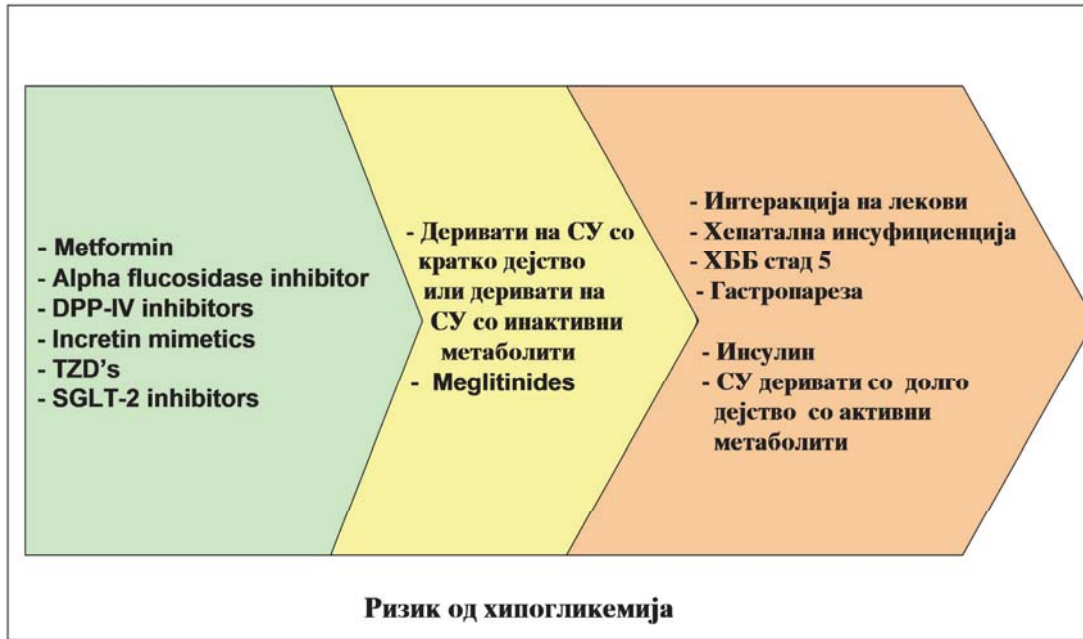 - Metformin
- Alpha flucosidase inhibitor
- DPP-IV inhibitors
- Incretin mimetics
- TZD's
- SGLT-2 inhibitors
- Деривати на СУ со
кратко дејство
или деривати на
СУ со инактивни
метаболити
- Meglitinides
- Интеракција на лекови
- Хепатална инсуфициенција
- ХББ стад 5
- Гастропареза
- Инсулин
- СУ деривати со долго
дејство со активни
метаболити
Ризик од хипогликемија